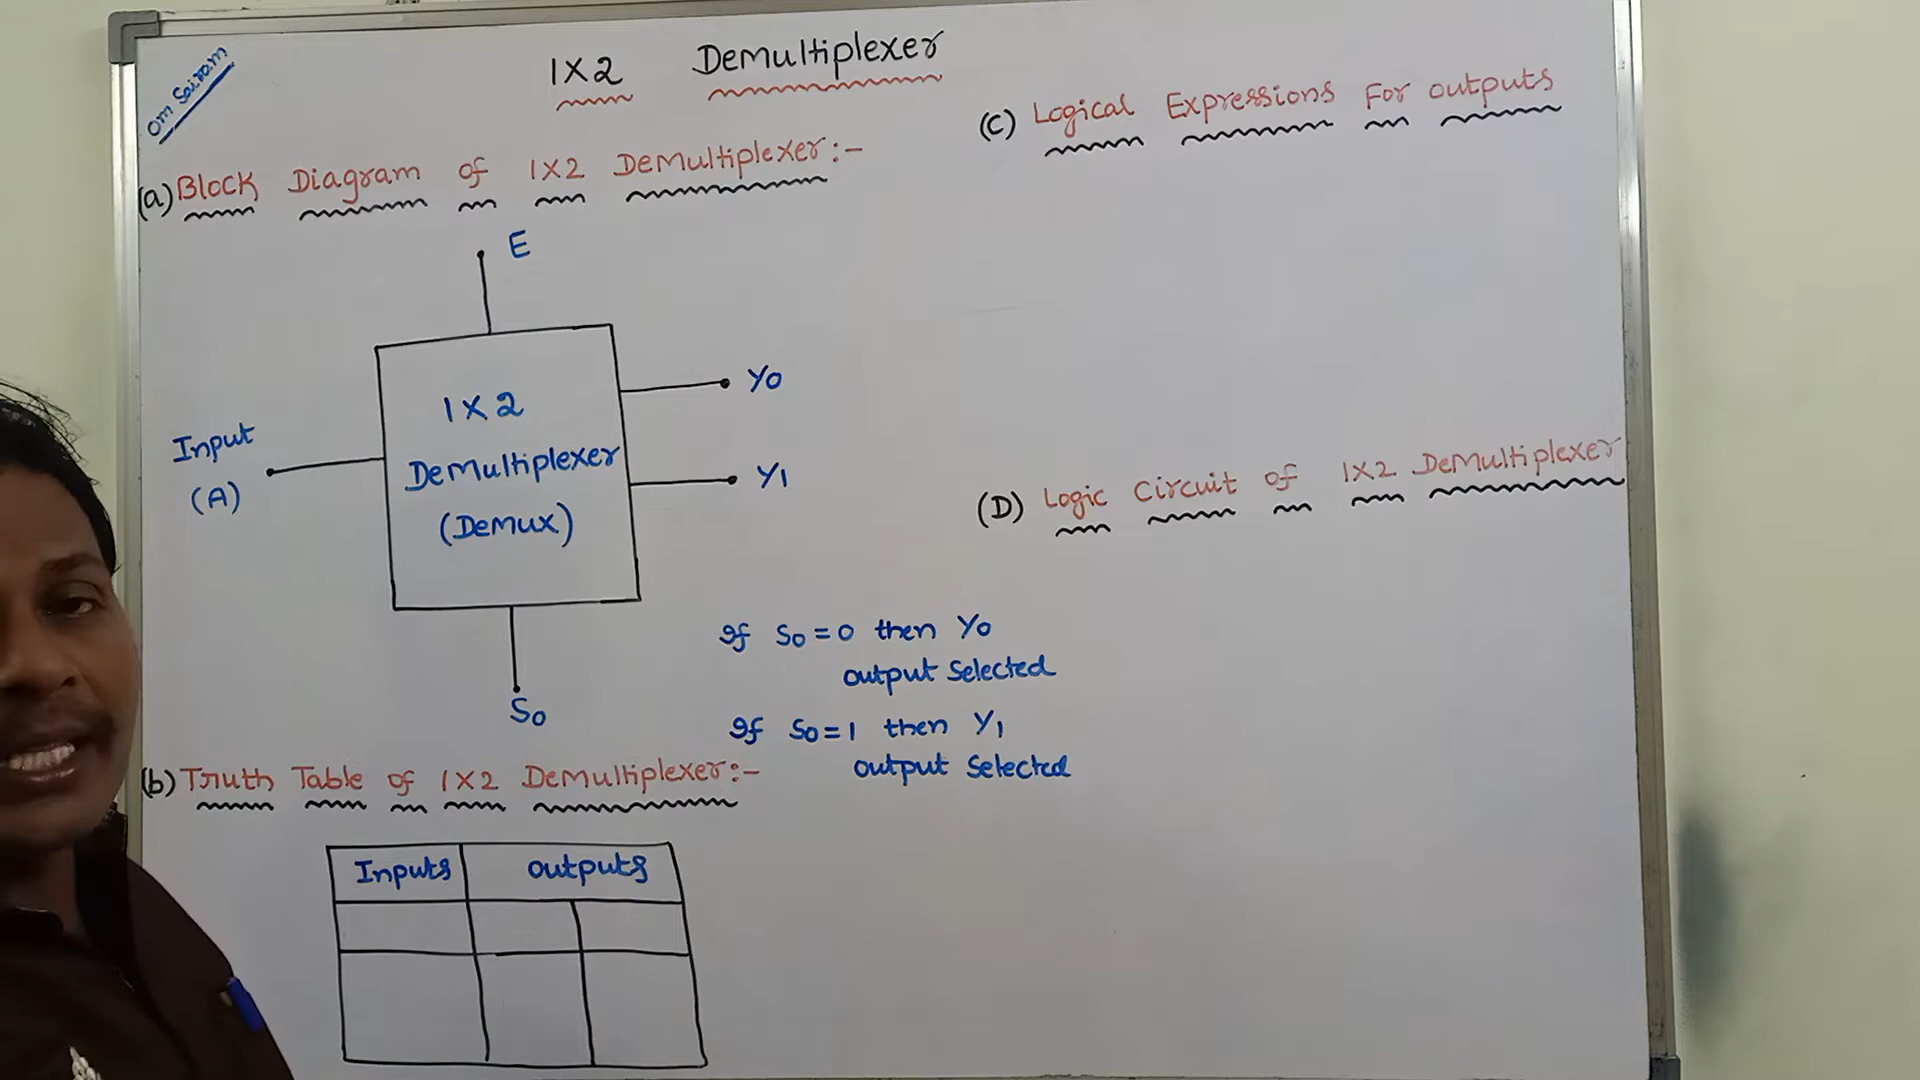 Om Sairam
1X2 Demultiplexer
(a) Block Diagram of 1X2 Demultiplexer:-
E
Input
(A)
1X2
Demultiplexer
(Demux)
Y0
Y1
S0
If S0=0 then Y0
output Selected
If S0=1 then Y1
output Selected
(b) Truth Table of 1X2 Demultiplexer:-
Inputs outputs
(C) Logical Expressions For outputs
(D) Logic Circuit of 1X2 Demultiplexer